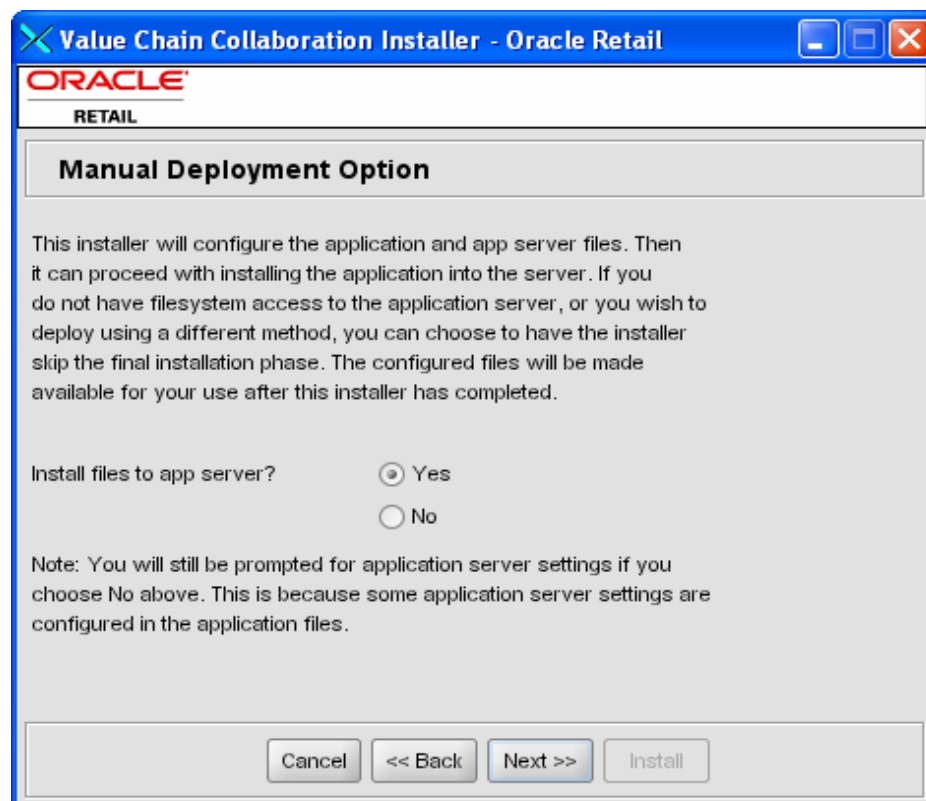 Value Chain Collaboration Installer - Oracle Retail
ORACLE
RETAIL
Manual Deployment Option
This installer will configure the application and app server files. Then
it can proceed with installing the application into the server. If you
do not have filesystem access to the application server, or you wish to
deploy using a different method, you can choose to have the installer
skip the final installation phase. The configured files will be made
available for your use after this installer has completed.
Install files to app server?
Yes
No
Note: You will still be prompted for application server settings if you
choose No above. This is because some application server settings are
configured in the application files.
Cancel
<< Back
Next >>
Install